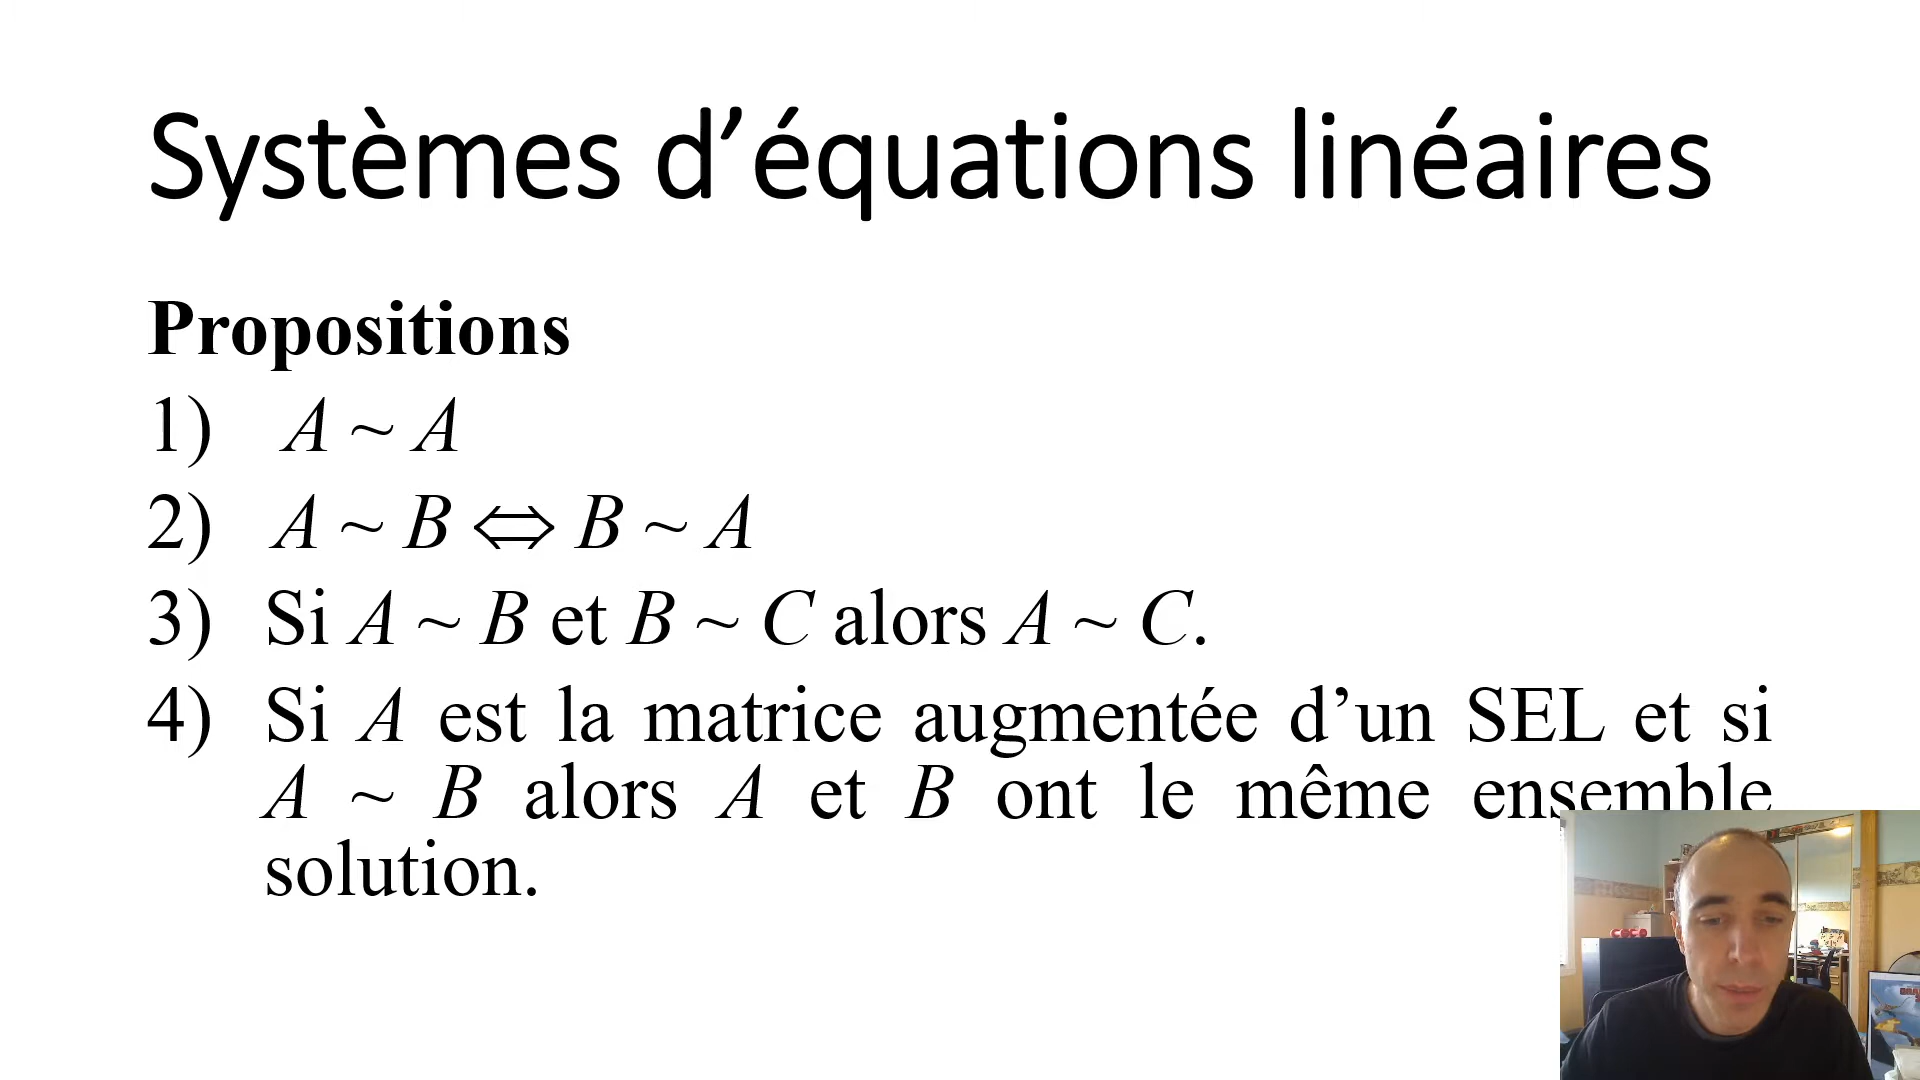 Systèmes d’équations linéaires
Propositions
1) A ~ A
2) A ~ B ⇔ B ~ A
3) Si A ~ B et B ~ C alors A ~ C.
4) Si A est la matrice augmentée d’un SEL et si
A ~ B alors A et B ont le même ensemble
solution.